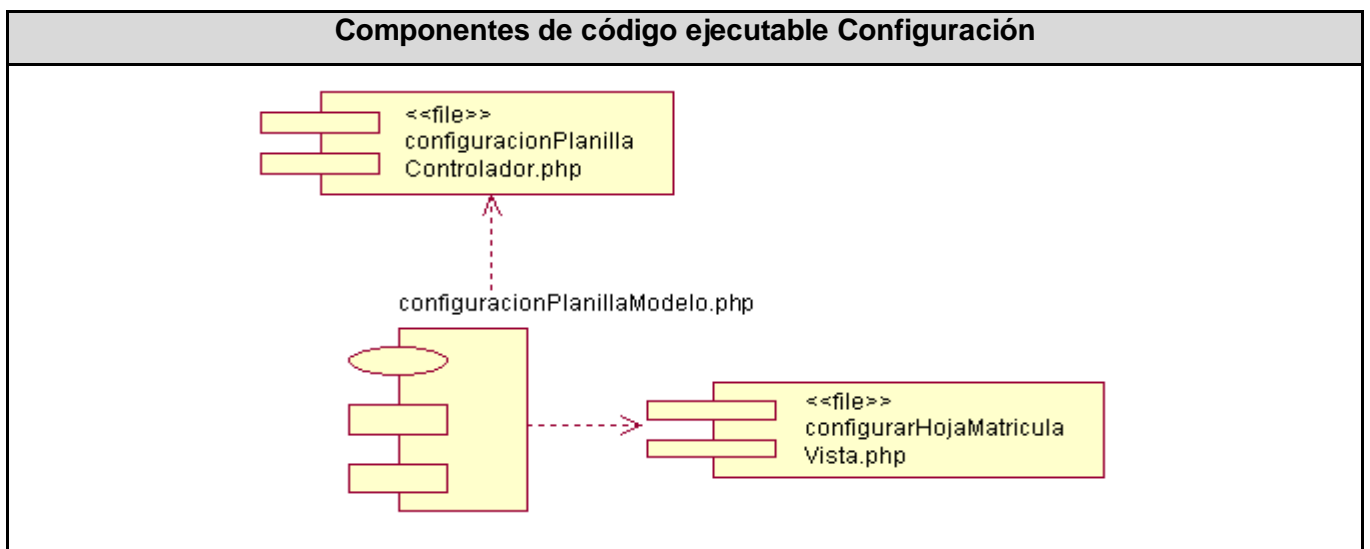 Componentes de código ejecutable Configuración
<<file>>
configuracionPlanilla
Controlador.php
configuracionPlanillaModelo.php
<<file>>
configurarHojaMatricula
Vista.php